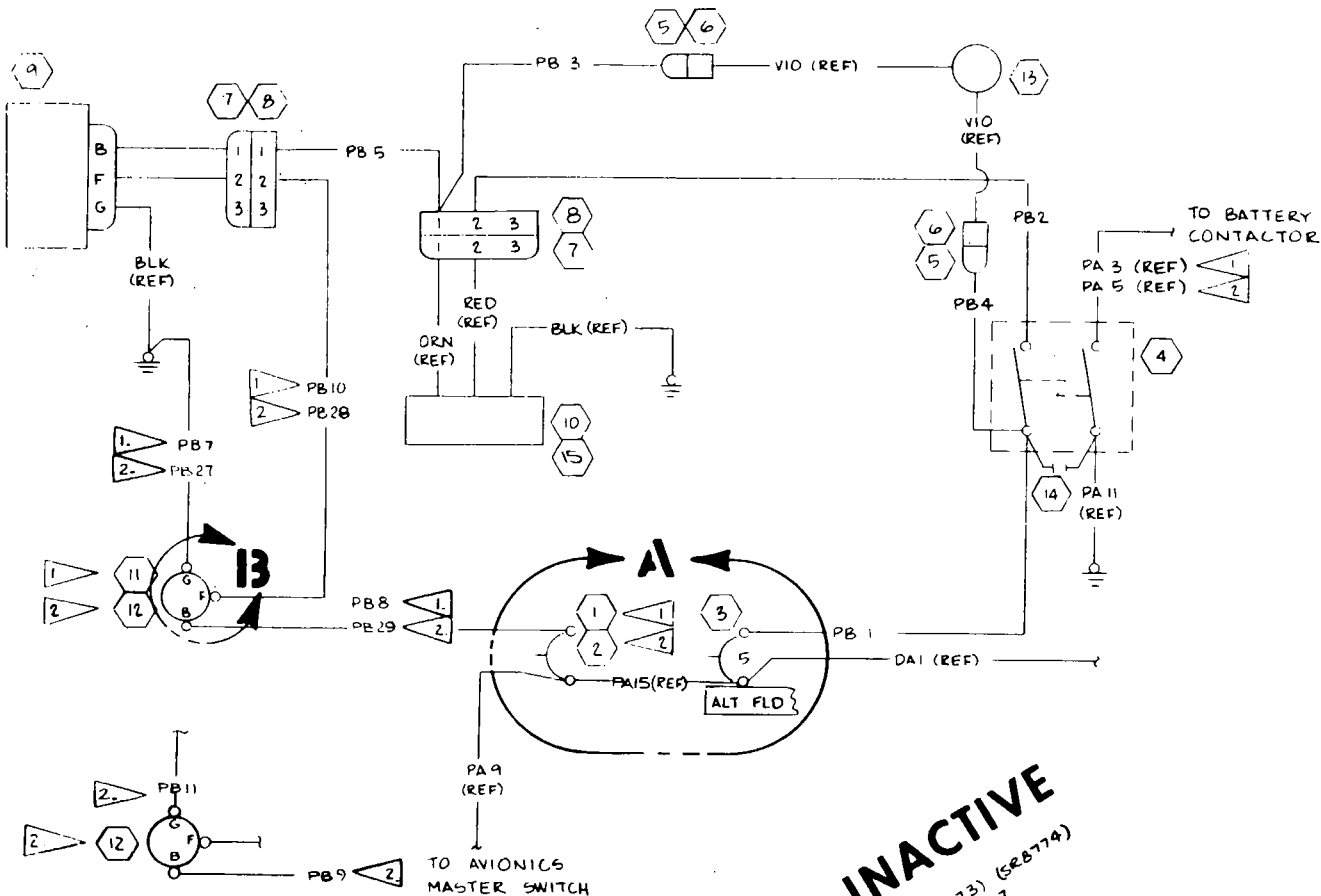 5 6
PB 3
VIO (REF)
13
9
7 8
VIO
(REF)
B
1 1
PB 5
F
2 2
G
3 3
1 2 3
8
1 2 3
7
6
5
PB2
TO BATTERY
CONTACTOR
PA 3 (REF) 1
PA 5 (REF) 2
BLK
(REF)
PB4
ORN
(REF)
RED
(REF)
BLK (REF)
4
1 PB10
2 PB28
10
15
1. PB7
2. PB27
14
PA 11
(REF)
B
A
1 11
2 12
G
F
B
PB8 1.
PB29 2.
1 1
2 2
3
5
PB 1
DA1 (REF)
PA15(REF)
ALT FLD
PA9
(REF)
2. PB11
2 12
G
F
B
PB9 2.
TO AVIONICS
MASTER SWITCH
INACTIVE
(SR8774)